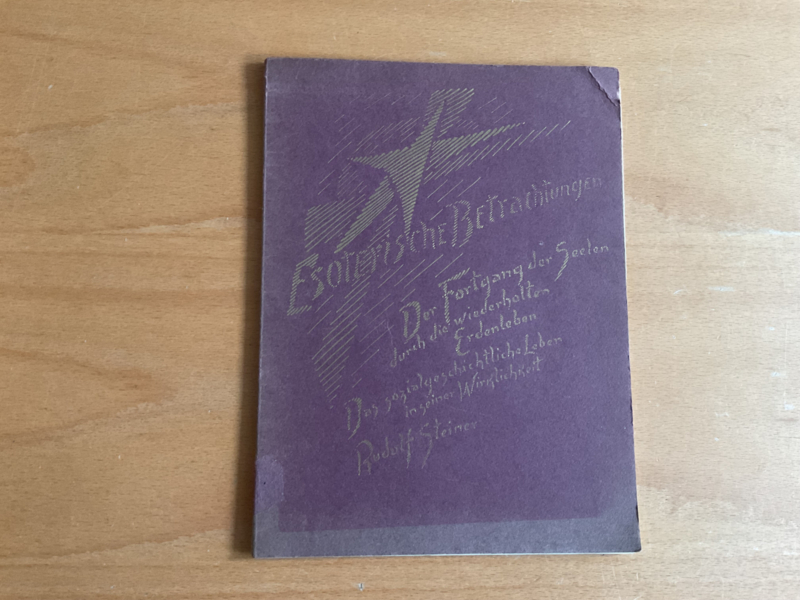 Esoterische Betrachtungen
Der Fortgang der Seelen
durch die wiederholten
Erdenleben
Das sozialgeschichtliche Leben
in seiner Wirklichkeit
Rudolf Steiner